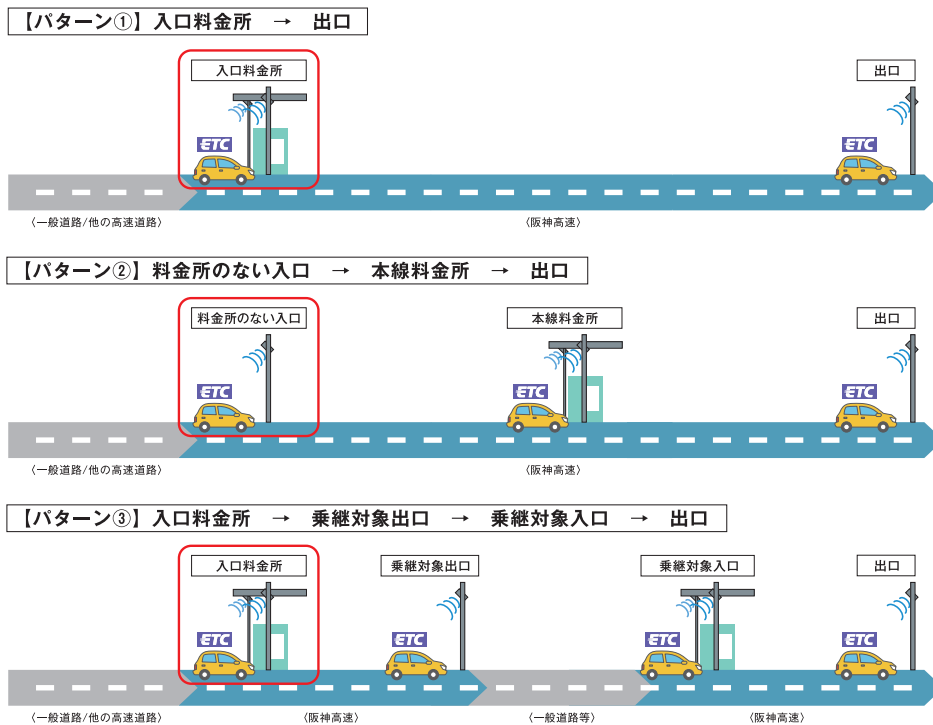 【パターン①】入口料金所 → 出口
入口料金所
出口
ETC
ETC
〈一般道路/他の高速道路〉
〈阪神高速〉
【パターン②】料金所のない入口 → 本線料金所 → 出口
料金所のない入口
本線料金所
出口
ETC
ETC
ETC
〈一般道路/他の高速道路〉
〈阪神高速〉
【パターン③】入口料金所 → 乗継対象出口 → 乗継対象入口 → 出口
入口料金所
乗継対象出口
乗継対象入口
出口
ETC
ETC
ETC
ETC
〈一般道路/他の高速道路〉
〈阪神高速〉
〈一般道路等〉
〈阪神高速〉